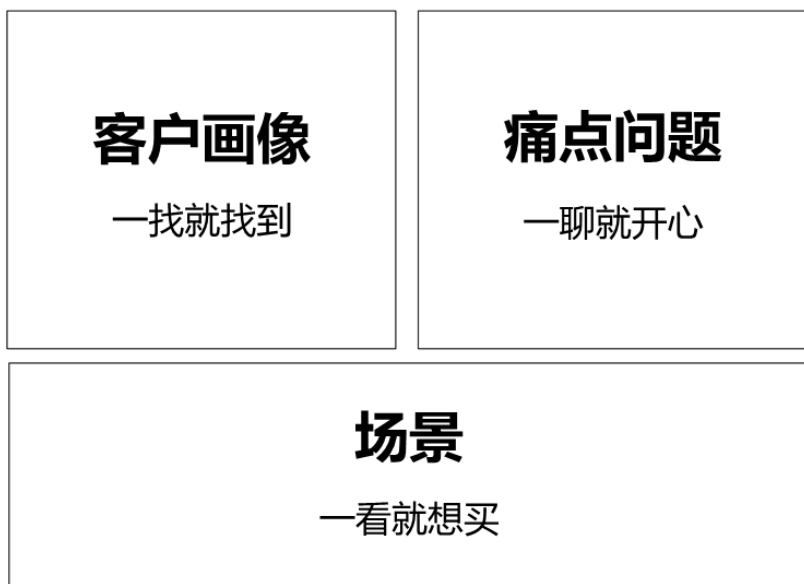 客户画像
一找就找到
痛点问题
一聊就开心
场景
一看就想买